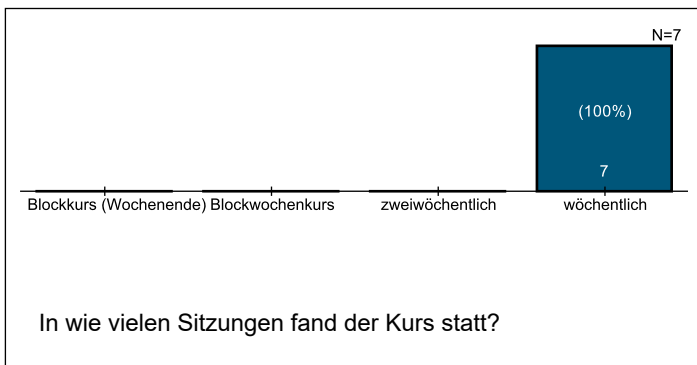 N=7
(100%)
7
Blockkurs (Wochenende) Blockwochenkurs zweiwöchentlich wöchentlich
In wie vielen Sitzungen fand der Kurs statt?